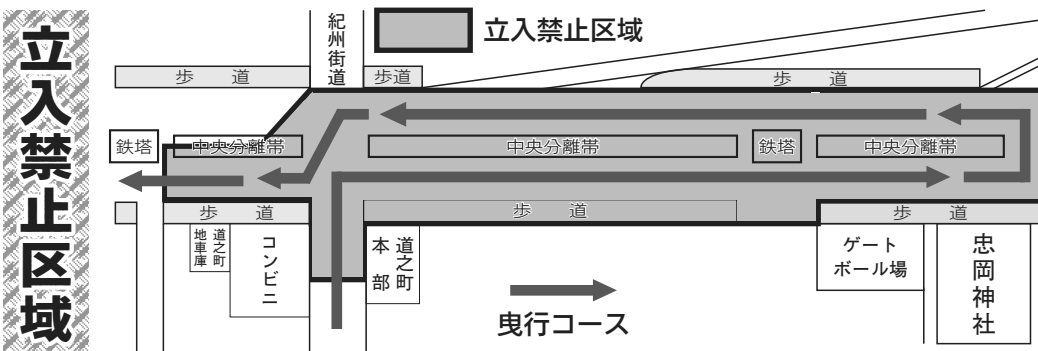 立入禁止区域
立入禁止区域
紀州街道
歩道
歩道
歩道
鉄塔
中央分離帯
中央分離帯
鉄塔
中央分離帯
歩道
歩道
歩道
道之町
地車庫
コンビニ
道之町
本部
ゲート
ボール場
忠岡神社
曳行コース